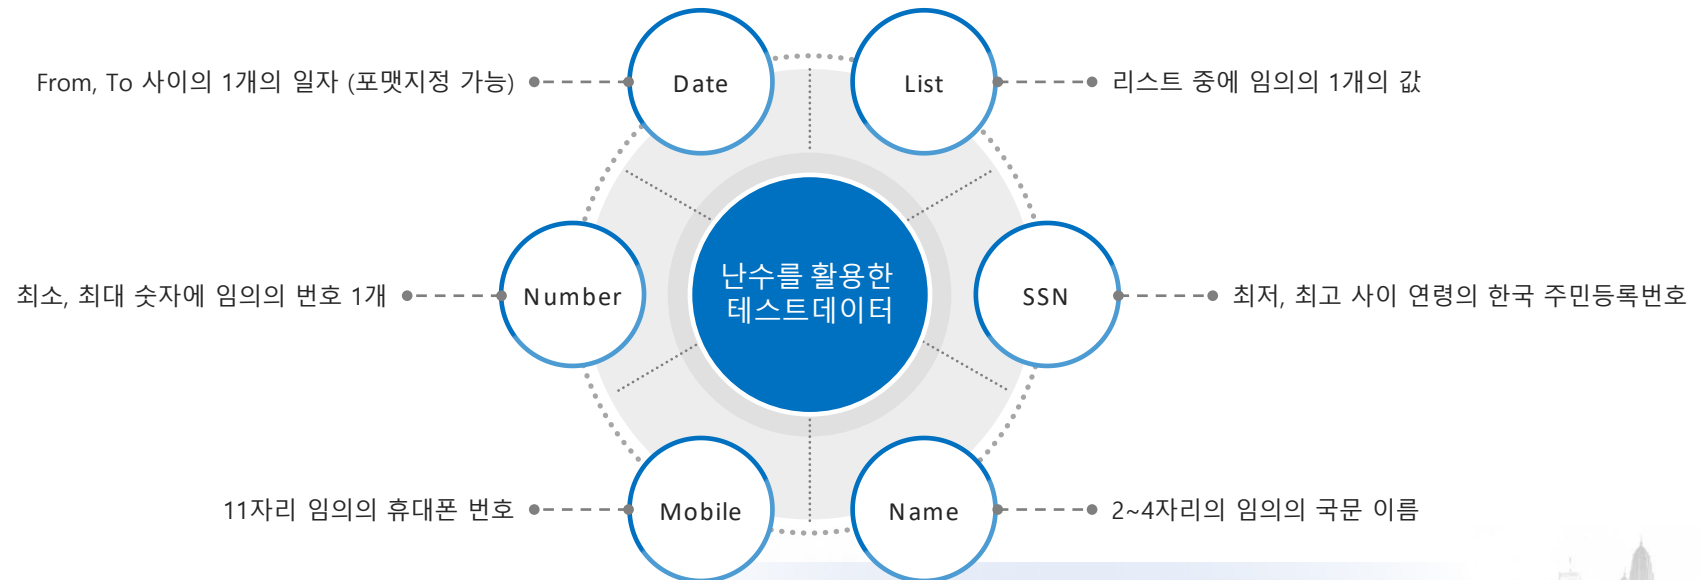 From, To 사이의 1개의 일자 (포맷지정 가능)
Date
List
리스트 중에 임의의 1개의 값
최소, 최대 숫자에 임의의 번호 1개
Number
난수를 활용한
테스트데이터
SSN
최저, 최고 사이 연령의 한국 주민등록번호
11자리 임의의 휴대폰 번호
Mobile
Name
2~4자리의 임의의 국문 이름